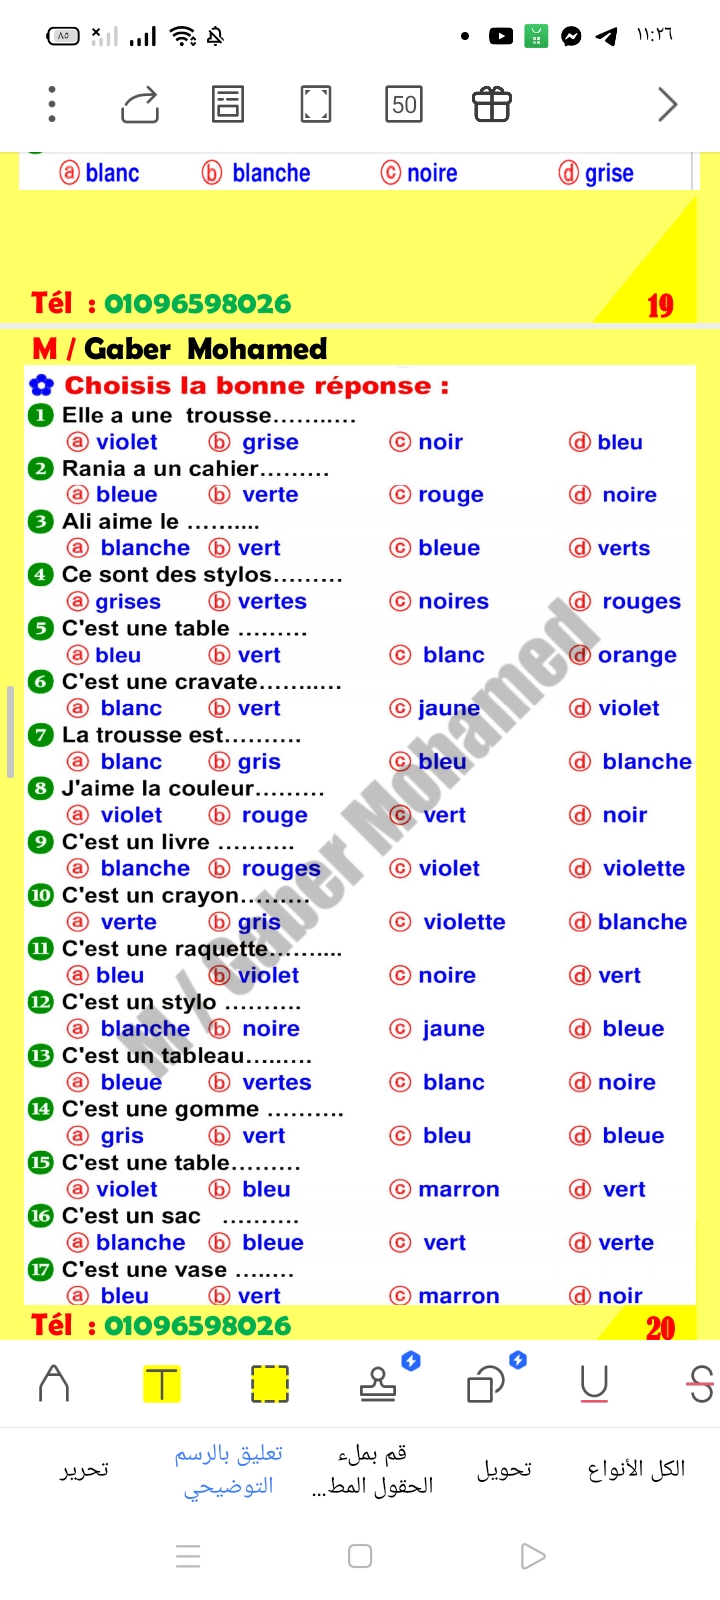 ٨٥ ١١:٢٦
50
ⓐ blanc ⓑ blanche ⓒ noire ⓓ grise
Tél : 01096598026 19
M / Gaber Mohamed
Choisis la bonne réponse :
1 Elle a une trousse...........
ⓐ violet ⓑ grise ⓒ noir ⓓ bleu
2 Rania a un cahier.........
ⓐ bleue ⓑ verte ⓒ rouge ⓓ noire
3 Ali aime le ..........
ⓐ blanche ⓑ vert ⓒ bleue ⓓ verts
4 Ce sont des stylos.........
ⓐ grises ⓑ vertes ⓒ noires ⓓ rouges
5 C'est une table .........
ⓐ bleu ⓑ vert ⓒ blanc ⓓ orange
6 C'est une cravate...........
ⓐ blanc ⓑ vert ⓒ jaune ⓓ violet
7 La trousse est..........
ⓐ blanc ⓑ gris ⓒ bleu ⓓ blanche
8 J'aime la couleur.........
ⓐ violet ⓑ rouge ⓒ vert ⓓ noir
9 C'est un livre ..........
ⓐ blanche ⓑ rouges ⓒ violet ⓓ violette
10 C'est un crayon.........
ⓐ verte ⓑ gris ⓒ violette ⓓ blanche
11 C'est une raquette..........
ⓐ bleu ⓑ violet ⓒ noire ⓓ vert
12 C'est un stylo ..........
ⓐ blanche ⓑ noire ⓒ jaune ⓓ bleue
13 C'est un tableau.........
ⓐ bleue ⓑ vertes ⓒ blanc ⓓ noire
14 C'est une gomme ..........
ⓐ gris ⓑ vert ⓒ bleu ⓓ bleue
15 C'est une table.........
ⓐ violet ⓑ bleu ⓒ marron ⓓ vert
16 C'est un sac ..........
ⓐ blanche ⓑ bleue ⓒ vert ⓓ verte
17 C'est une vase ........
ⓐ bleu ⓑ vert ⓒ marron ⓓ noir
M / Gaber Mohamed
Tél : 01096598026 20
الكل الأنواع
تحويل
قم بملء
الحقول المط...
تعليق بالرسم
التوضيحي
تحرير